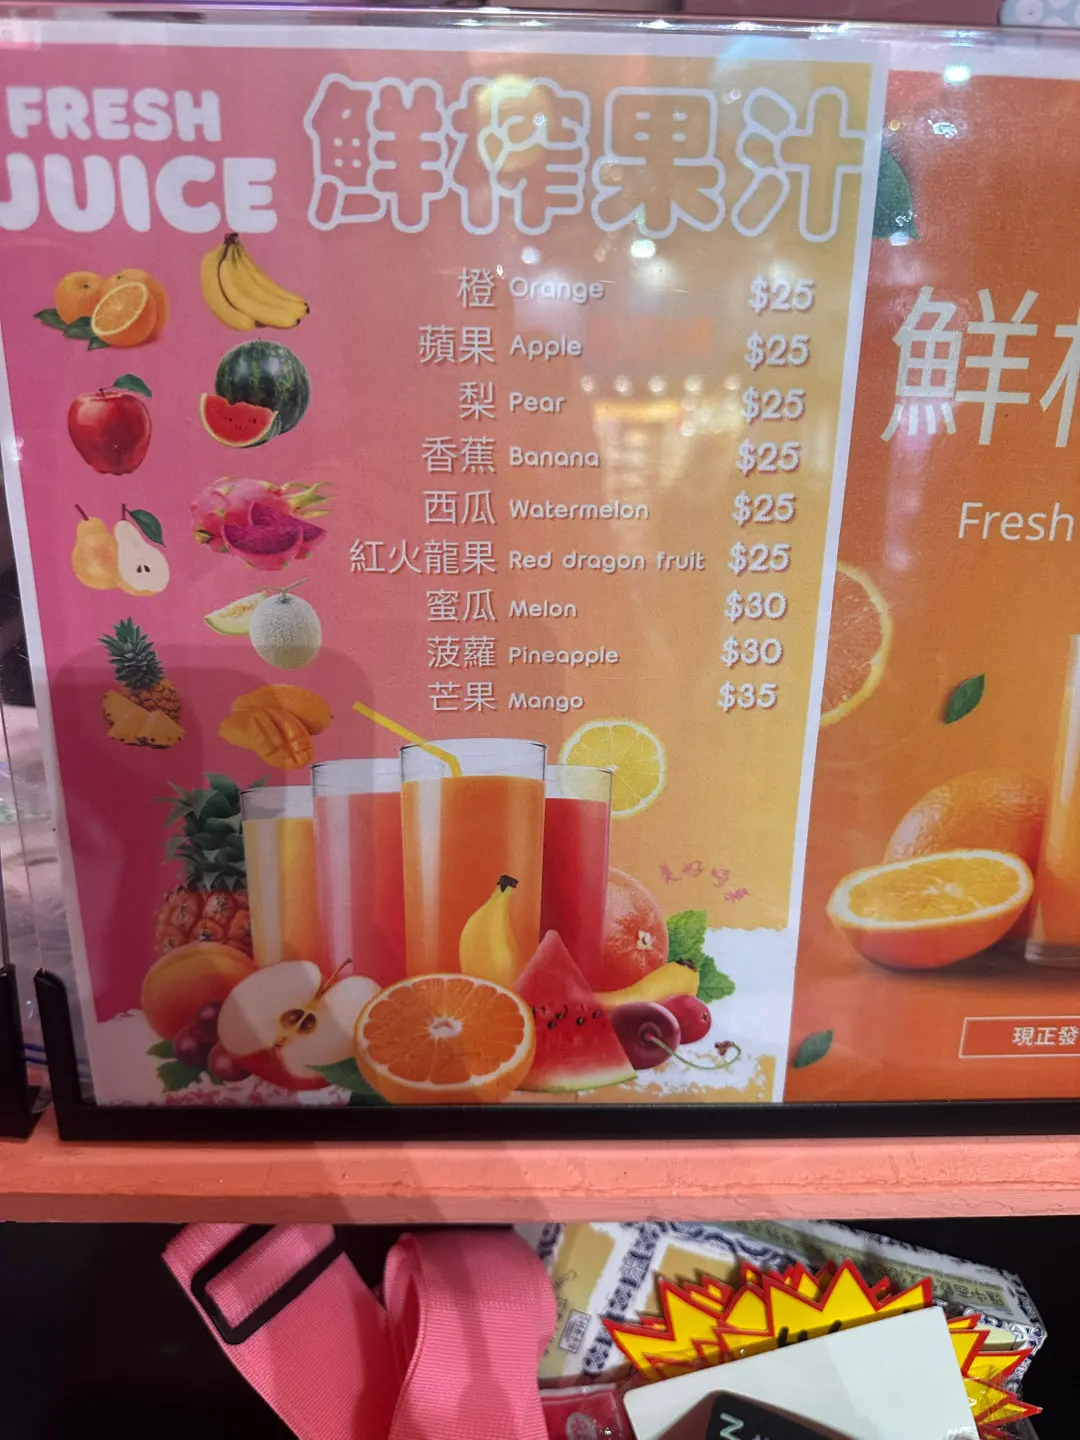 FRESH
JUICE
鮮榨果汁
橙 Orange $25
蘋果 Apple $25
梨 Pear $25
香蕉 Banana $25
西瓜 Watermelon $25
紅火龍果 Red dragon fruit $25
蜜瓜 Melon $30
菠蘿 Pineapple $30
芒果 Mango $35
鮮
Fresh
現正發